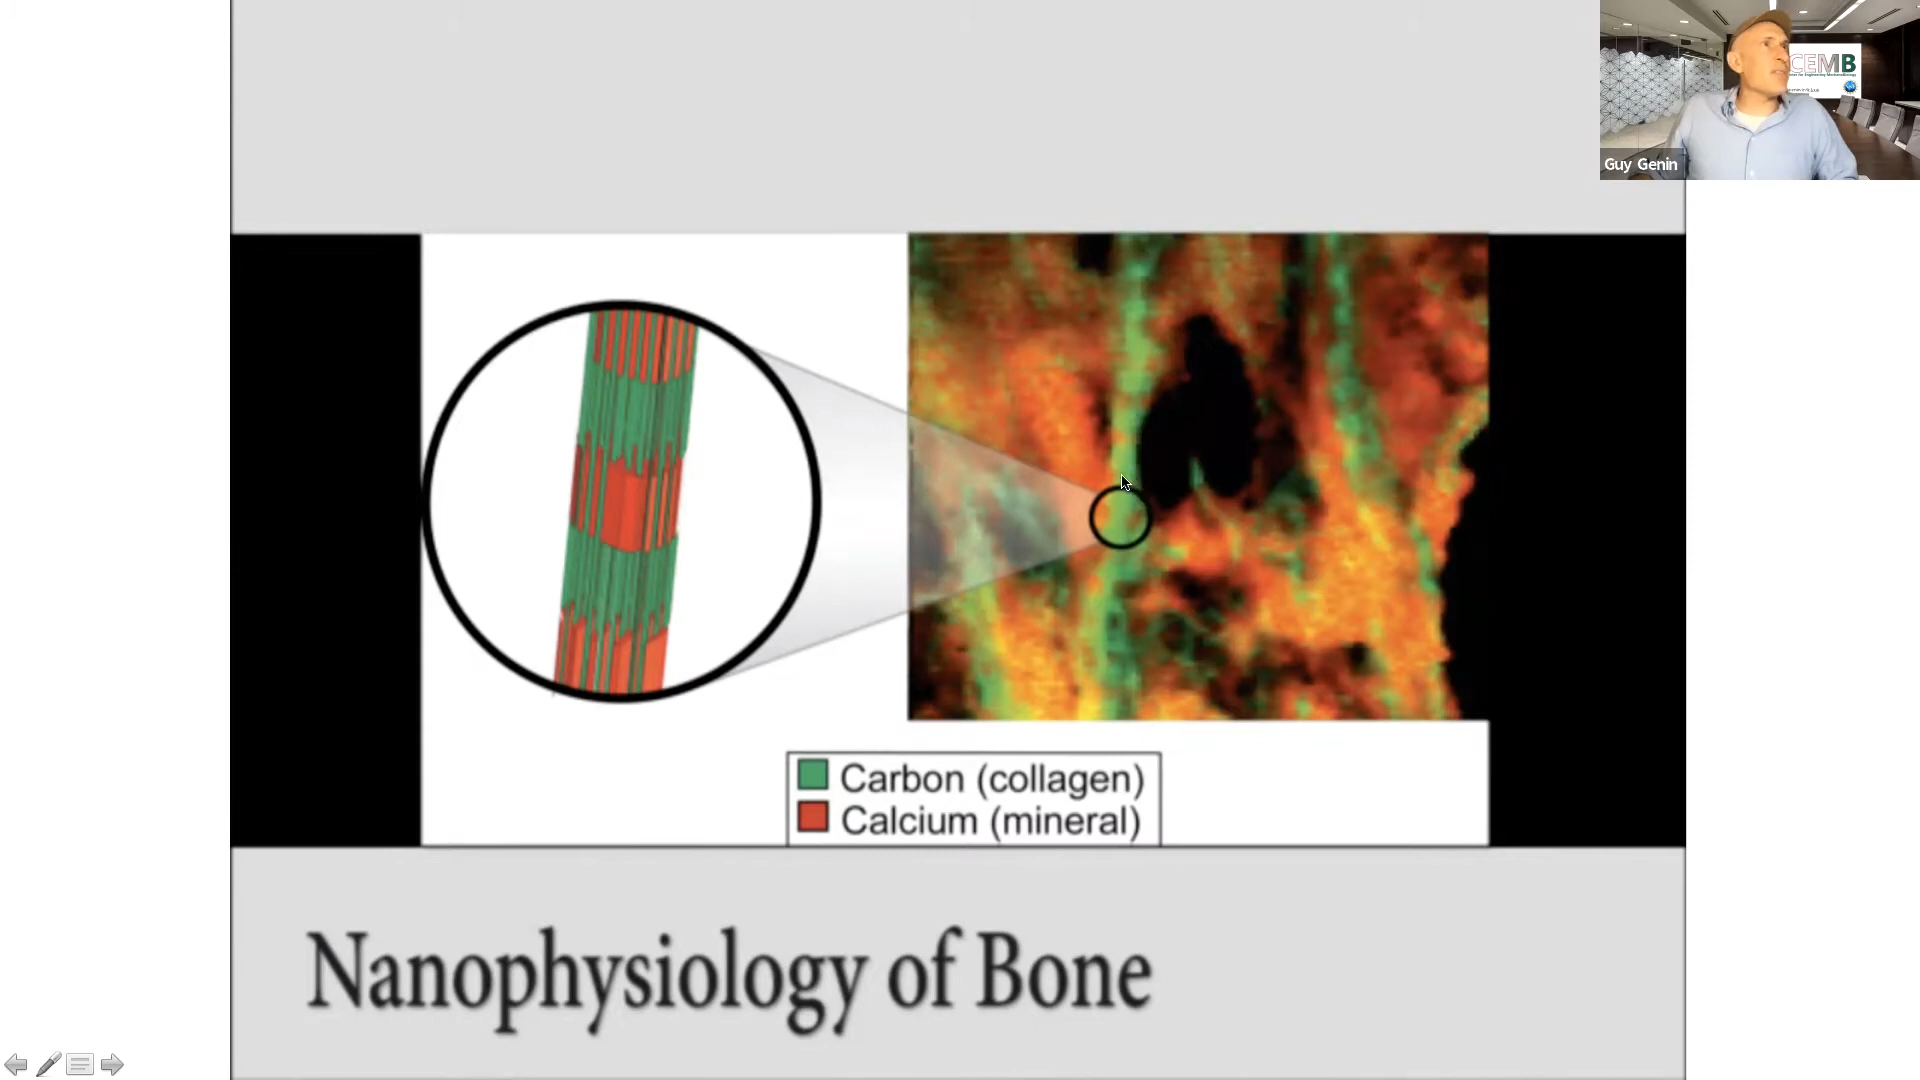 CEMB
Guy Genin
Carbon (collagen)
Calcium (mineral)
Nanophysiology of Bone